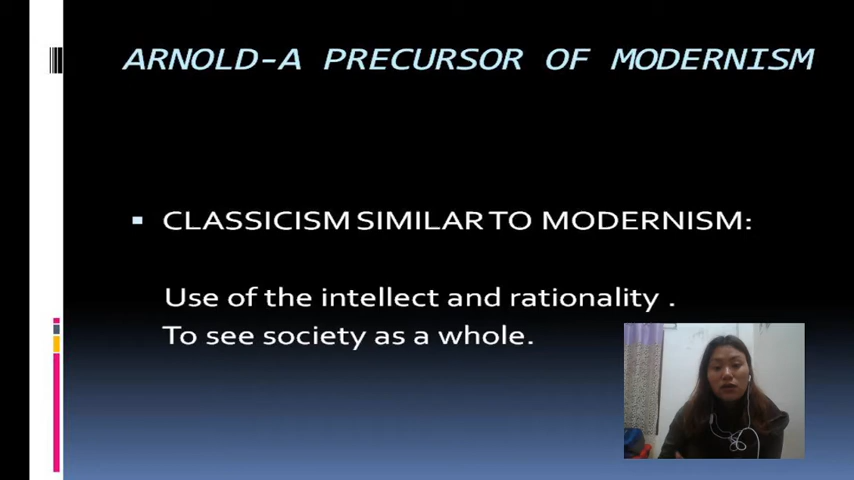 ARNOLD-A PRECURSOR OF MODERNISM
CLASSICISM SIMILAR TO MODERNISM:
Use of the intellect and rationality .
To see society as a whole.